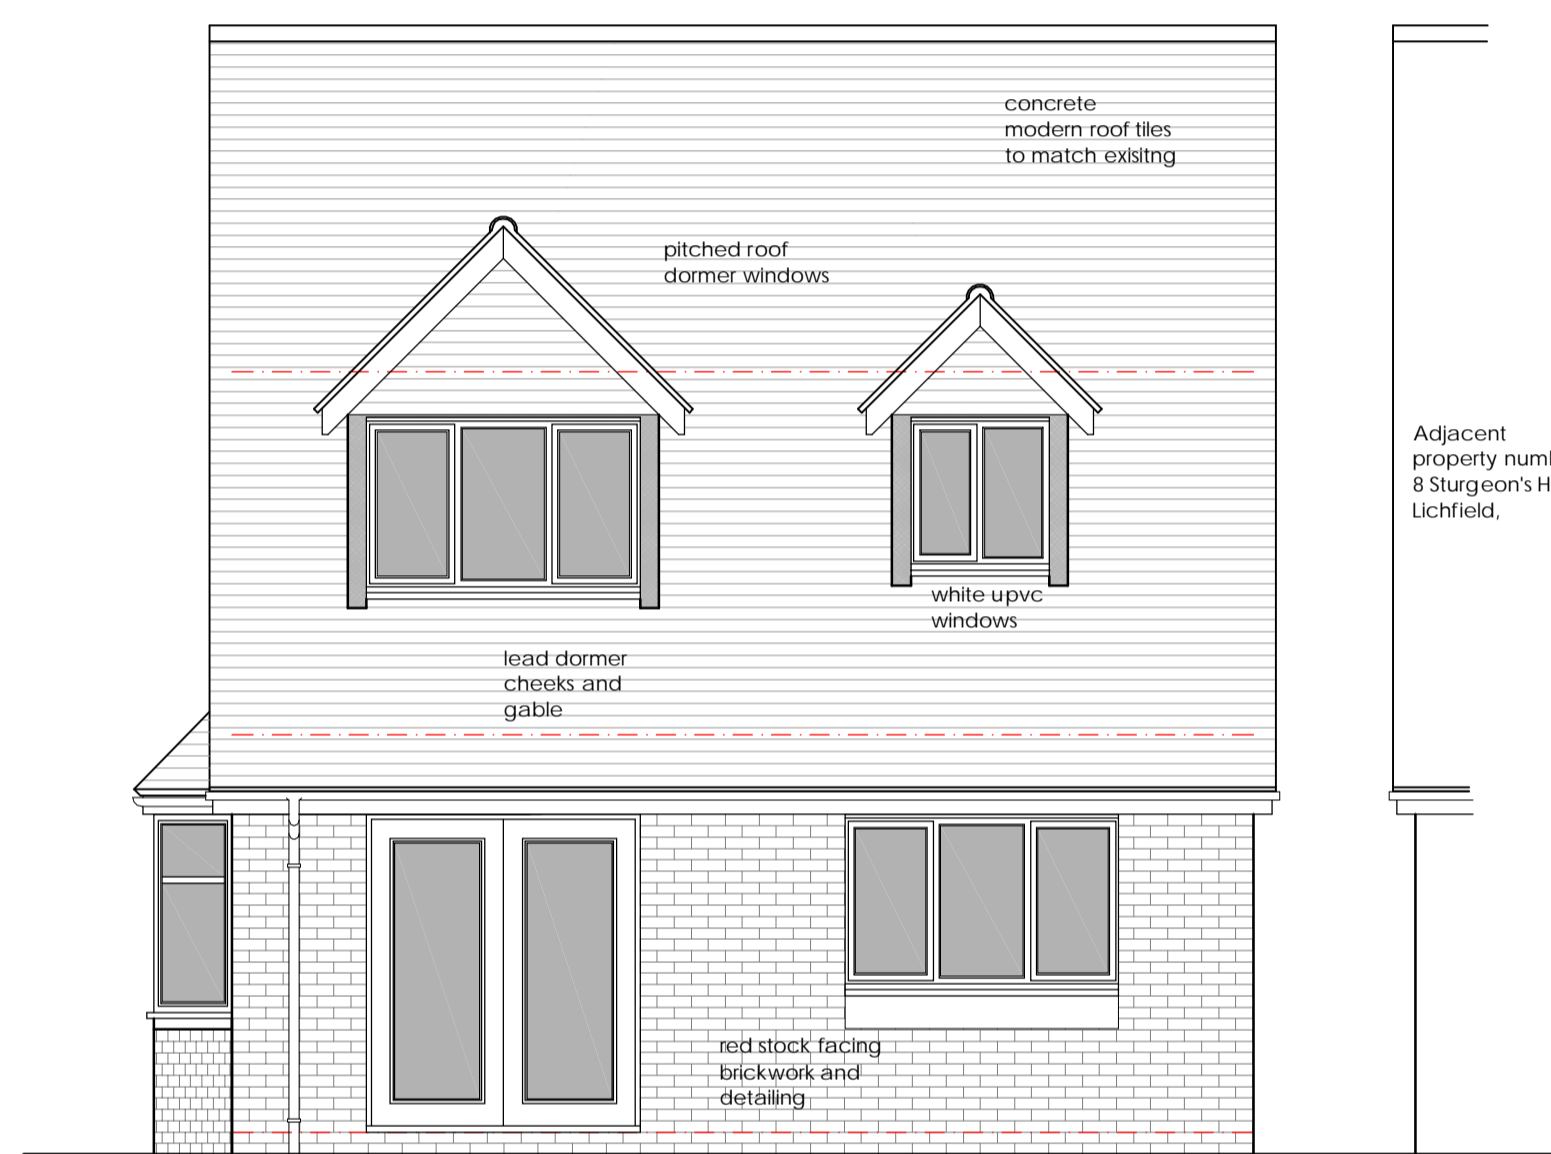 concrete
modern roof tiles
to match exisitng
pitched roof
dormer windows
Adjacent
property
8 Sturgeon's
Lichfield,
white upvc
windows
lead dormer
cheeks and
gable
red stock facing
brickwork and
detailing